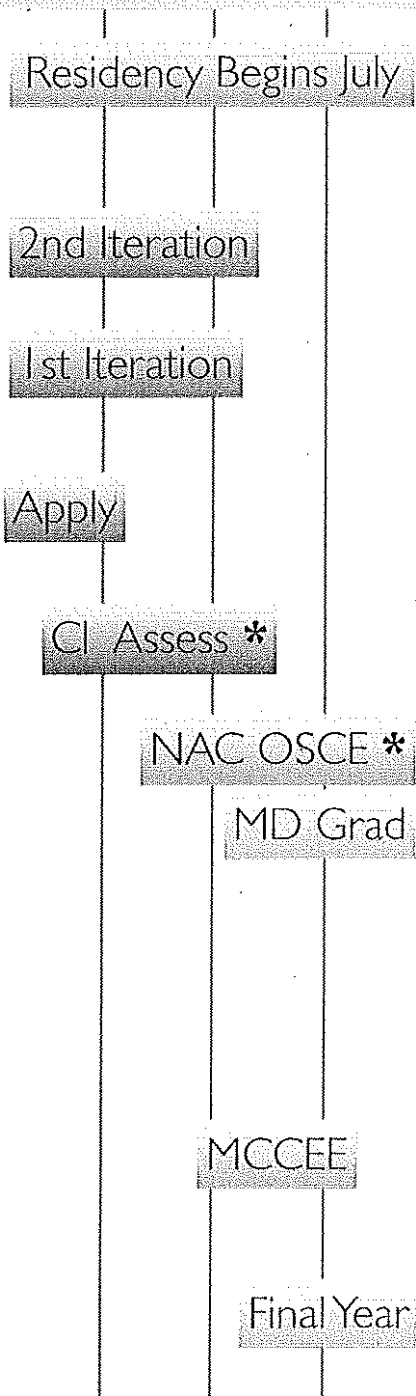 Residency Begins July
2nd Iteration
1st Iteration
Apply
CI Assess *
NAC OSCE *
MD Grad
MCCEE
Final Year